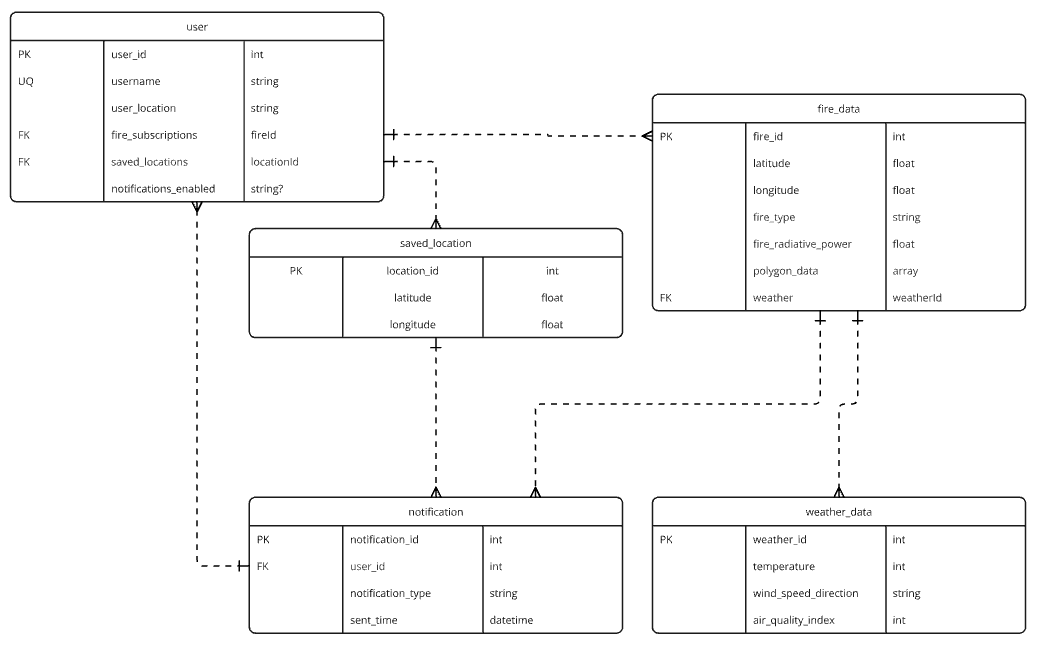 user
PK user_id int
UQ username string
user_location string
FK fire_subscriptions fireId
FK saved_locations locationId
notifications_enabled string?
fire_data
PK fire_id int
latitude float
longitude float
fire_type string
fire_radiative_power float
polygon_data array
FK weather weatherId
saved_location
PK location_id int
latitude float
longitude float
notification
PK notification_id int
FK user_id int
notification_type string
sent_time datetime
weather_data
PK weather_id int
temperature int
wind_speed_direction string
air_quality_index int